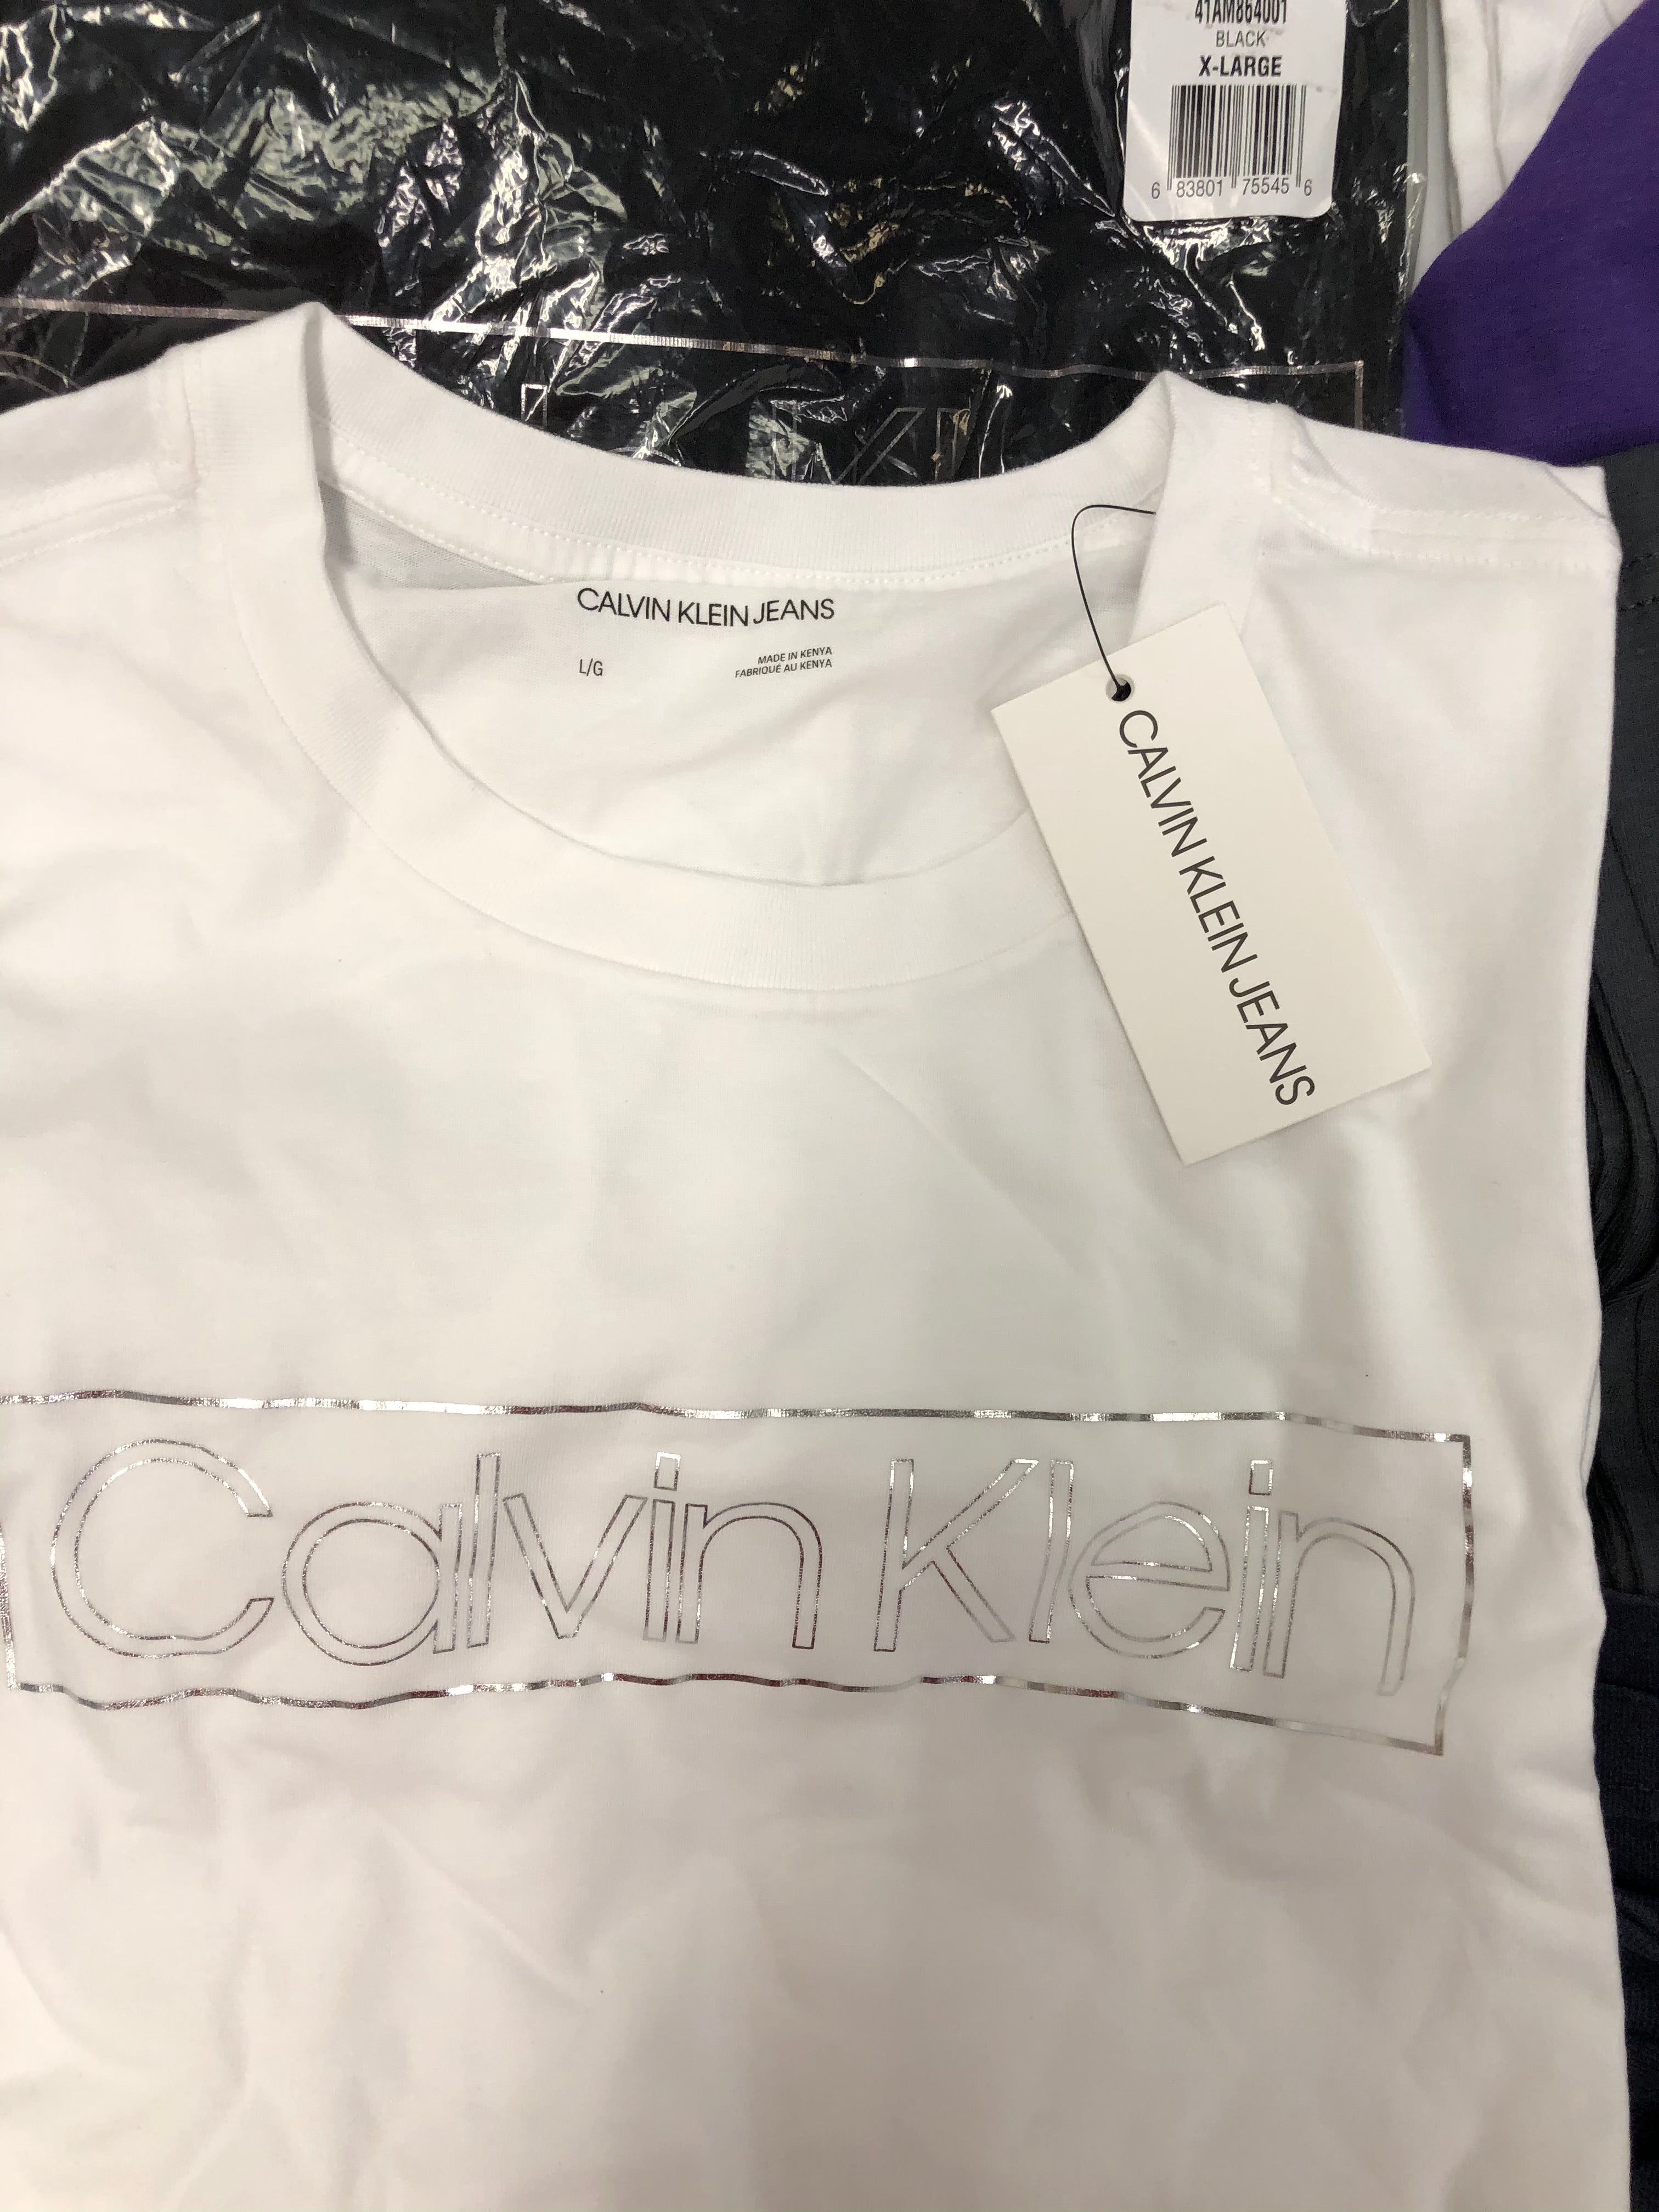 41AM864001
BLACK
X-LARGE
6 83801 75545 6
CALVIN KLEIN JEANS
L/G
MADE IN KENYA
FABRIQUÉ AU KENYA
CALVIN KLEIN JEANS
Calvin Klein